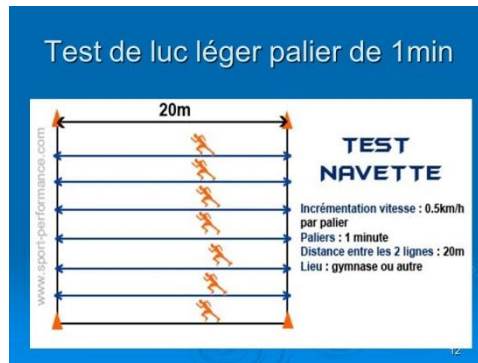 Test de luc léger palier de 1min
20m
www.sport-performance.com
TEST
NAVETTE
Incrémentation vitesse : 0.5km/h
par palier
Paliers : 1 minute
Distance entre les 2 lignes : 20m
Lieu : gymnase ou autre
12